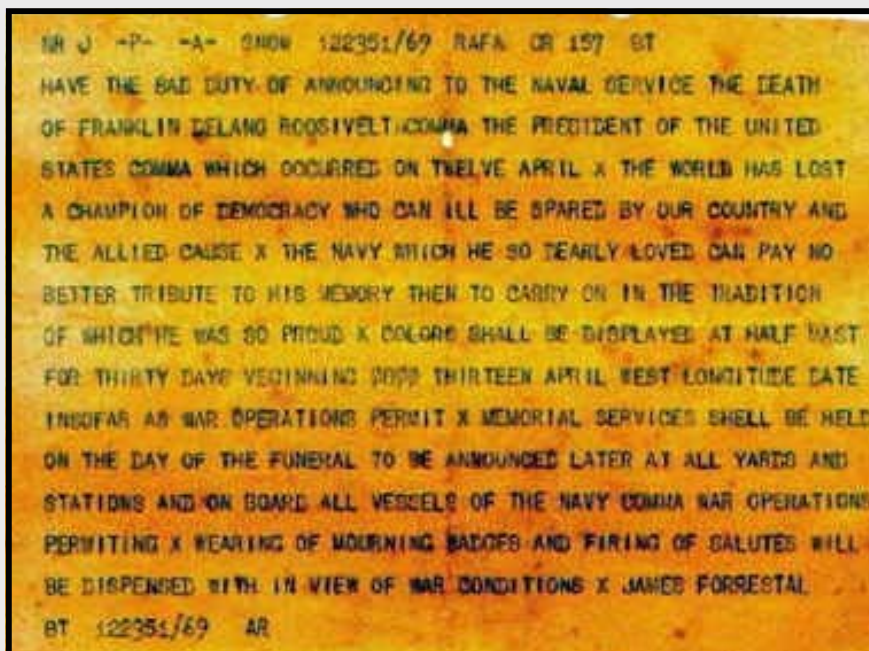 NR J -P- -A- SNOW 122351/69 RAFA CR 157 BT
HAVE THE SAD DUTY OF ANNOUNCING TO THE NAVAL SERVICE THE DEATH
OF FRANKLIN DELANO ROOSIVELT COMMA THE PRESIDENT OF THE UNITED
STATES COMMA WHICH OCCURRED ON TWELVE APRIL X THE WORLD HAS LOST
A CHAMPION OF DEMOCRACY WHO CAN ILL BE SPARED BY OUR COUNTRY AND
THE ALLIED CAUSE X THE NAVY WHICH HE SO DEARLY LOVED CAN PAY NO
BETTER TRIBUTE TO HIS MEMORY THEN TO CARRY ON IN THE TRADITION
OF WHICH HE WAS SO PROUD X COLORS SHALL BE DISPLAYED AT HALF MAST
FOR THIRTY DAYS VEGINNING THIRTEEN APRIL WEST LONGITUDE DATE
INSOFAR AS WAR OPERATIONS PERMIT X MEMORIAL SERVICES SHELL BE HELD
ON THE DAY OF THE FUNERAL TO BE ANNOUNCED LATER AT ALL YARDS AND
STATIONS AND ON BOARD ALL VESSELS OF THE NAVY COMMA WAR OPERATIONS
PERMITING X WEARING OF MOURNING BADGES AND FIRING OF SALUTES WILL
BE DISPENSED WITH IN VIEW OF WAR CONDITIONS X JAMES FORRESTAL
BT 122351/69 AR